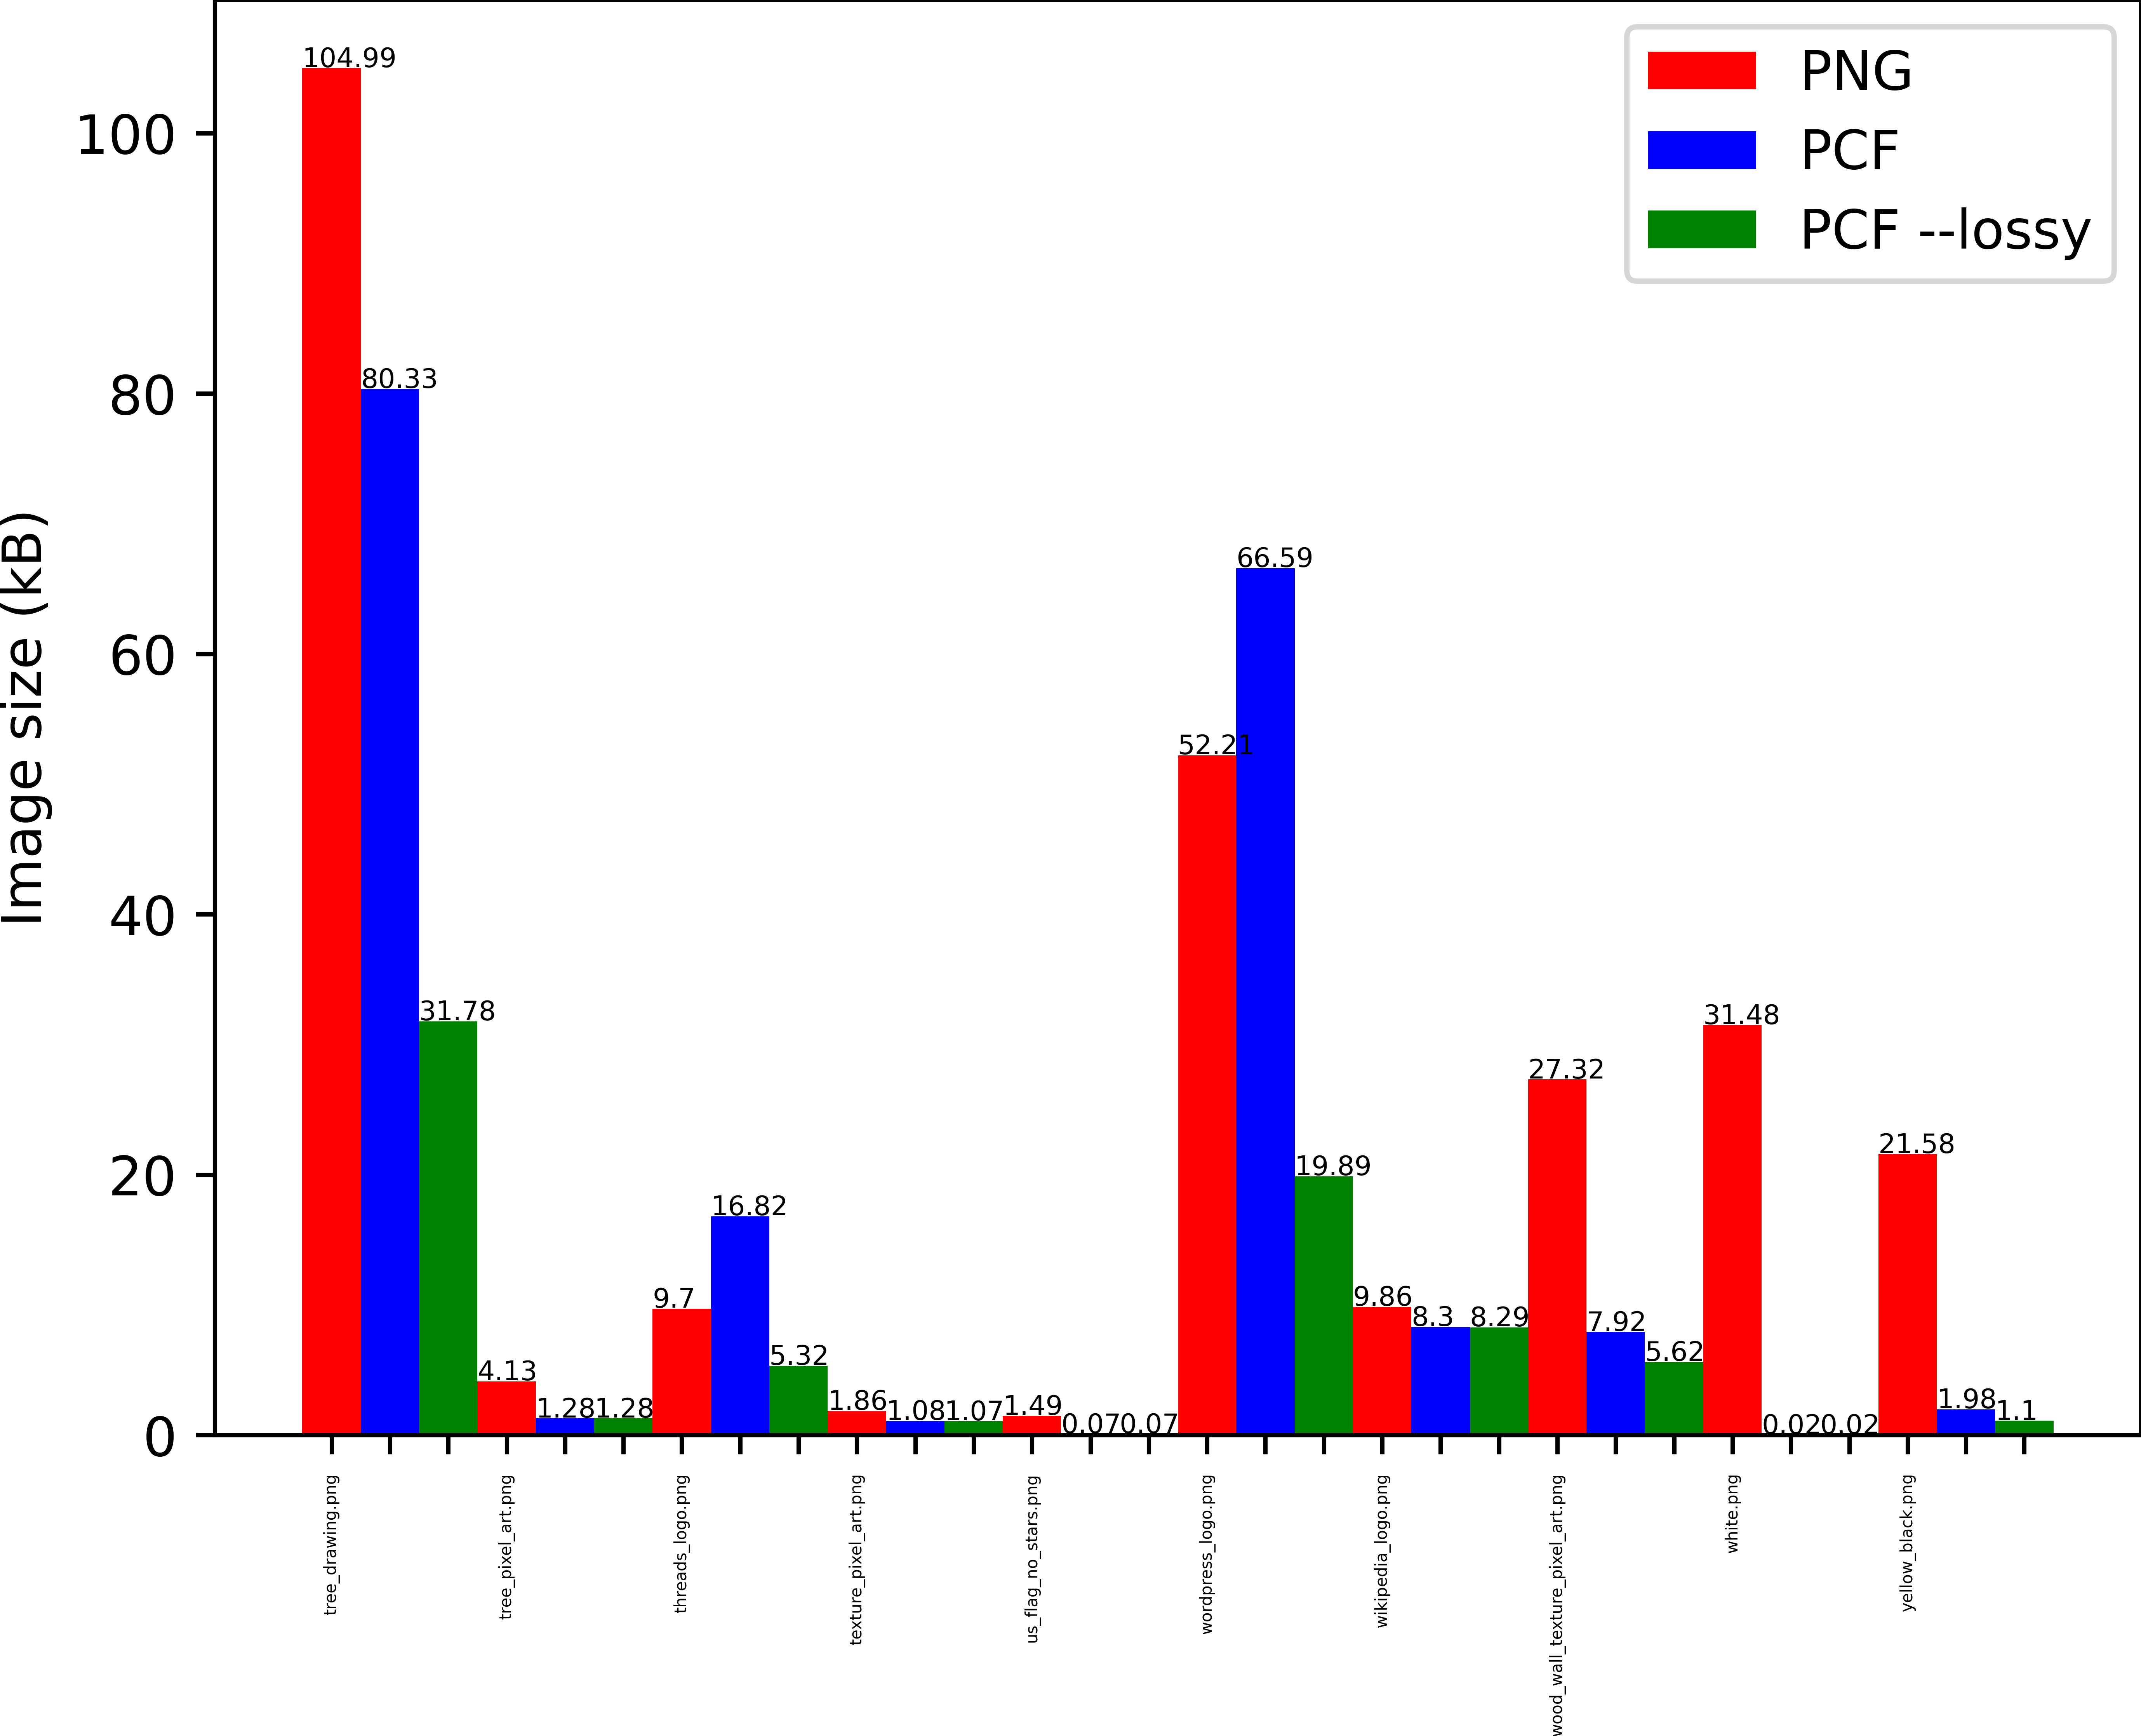 PNG
PCF
PCF --lossy
Image size (kB)
100
80
60
40
20
0
104.99
80.33
31.78
4.13
1.28
1.28
9.7
16.82
5.32
1.86
1.08
1.07
1.49
0.07
0.07
52.21
66.59
19.89
9.86
8.3
8.29
27.32
7.92
5.62
31.48
0.02
0.02
21.58
1.98
1.1
tree_drawing.png
tree_pixel_art.png
threads_logo.png
texture_pixel_art.png
us_flag_no_stars.png
wordpress_logo.png
wikipedia_logo.png
wood_wall_texture_pixel_art.png
white.png
yellow_black.png